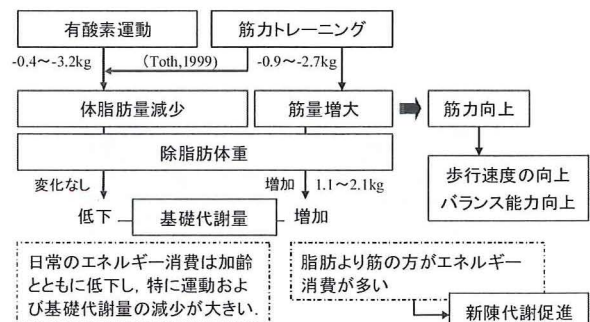 有酸素運動
筋力トレーニング
-0.4～-3.2kg
(Toth,1999)
-0.9～-2.7kg
体脂肪量減少
筋量増大
筋力向上
除脂肪体重
変化なし
増加
1.1～2.1kg
歩行速度の向上
バランス能力向上
低下
基礎代謝量
増加
日常のエネルギー消費は加齢
とともに低下し，特に運動およ
び基礎代謝量の減少が大きい.
脂肪より筋の方がエネルギー
消費が多い
新陳代謝促進